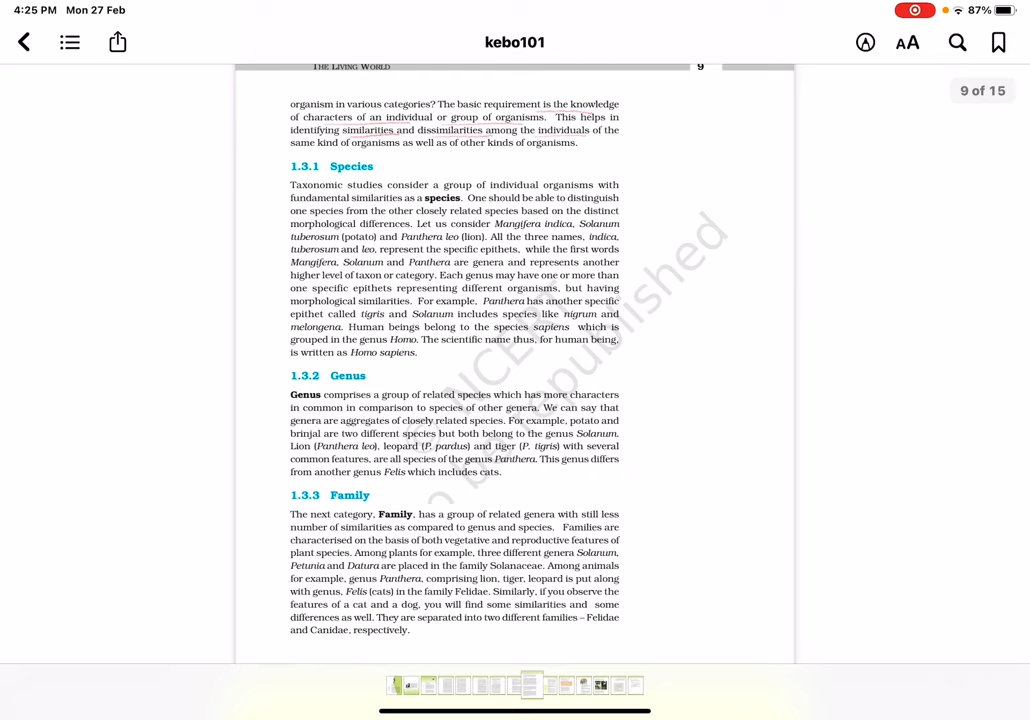 4:25 PM Mon 27 Feb
87%
kebo101
AA
THE LIVING WORLD
9
9 of 15
organism in various categories? The basic requirement is the knowledge
of characters of an individual or group of organisms. This helps in
identifying similarities and dissimilarities among the individuals of the
same kind of organisms as well as of other kinds of organisms.
1.3.1 Species
Taxonomic studies consider a group of individual organisms with
fundamental similarities as a species. One should be able to distinguish
one species from the other closely related species based on the distinct
morphological differences. Let us consider Mangifera indica, Solanum
tuberosum (potato) and Panthera leo (lion). All the three names, indica,
tuberosum and leo, represent the specific epithets, while the first words
Mangifera, Solanum and Panthera are genera and represents another
higher level of taxon or category. Each genus may have one or more than
one specific epithets representing different organisms, but having
morphological similarities. For example, Panthera has another specific
epithet called tigris and Solanum includes species like nigrum and
melongena. Human beings belong to the species sapiens which is
grouped in the genus Homo. The scientific name thus, for human being,
is written as Homo sapiens.
1.3.2 Genus
Genus comprises a group of related species which has more characters
in common in comparison to species of other genera. We can say that
genera are aggregates of closely related species. For example, potato and
brinjal are two different species but both belong to the genus Solanum.
Lion (Panthera leo), leopard (P. pardus) and tiger (P. tigris) with several
common features, are all species of the genus Panthera. This genus differs
from another genus Felis which includes cats.
1.3.3 Family
The next category, Family, has a group of related genera with still less
number of similarities as compared to genus and species. Families are
characterised on the basis of both vegetative and reproductive features of
plant species. Among plants for example, three different genera Solanum,
Petunia and Datura are placed in the family Solanaceae. Among animals
for example, genus Panthera, comprising lion, tiger, leopard is put along
with genus, Felis (cats) in the family Felidae. Similarly, if you observe the
features of a cat and a dog, you will find some similarities and some
differences as well. They are separated into two different families – Felidae
and Canidae, respectively.
© NCERT
o be republished